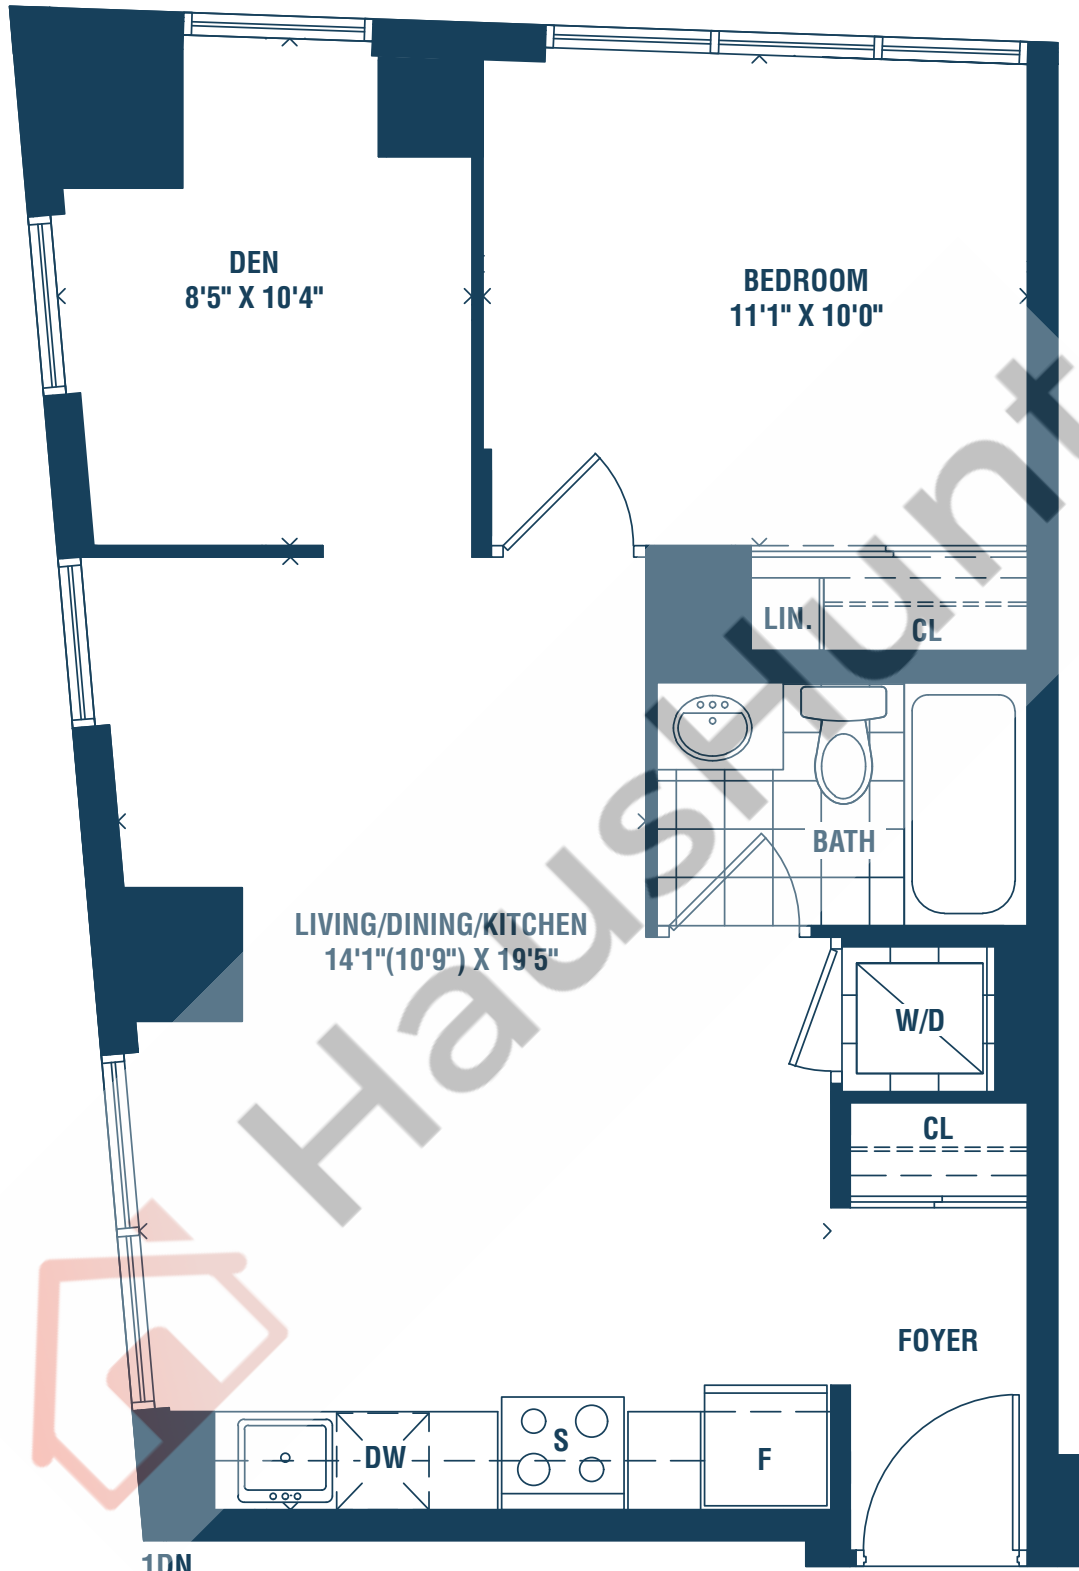 DEN
8'5" X 10'4"
BEDROOM
11'1" X 10'0"
LIN.
CL
BATH
LIVING/DINING/KITCHEN
14'1"(10'9") X 19'5"
W/D
CL
FOYER
DW
S
F
1DN
HausHunt